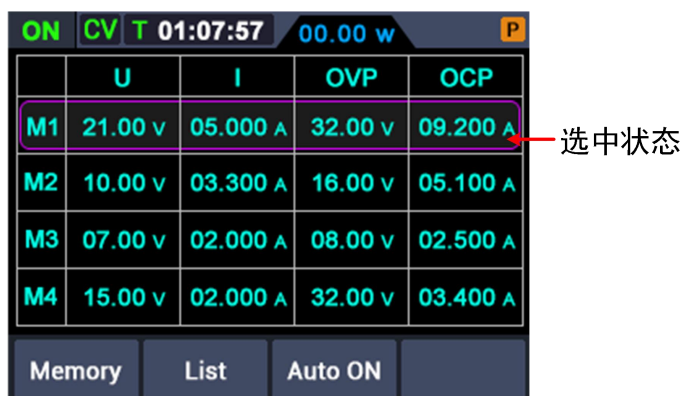 ON CV T 01:07:57 00.00 w P
U I OVP OCP
M1 21.00 V 05.000 A 32.00 V 09.200 A
选中状态
M2 10.00 V 03.300 A 16.00 V 05.100 A
M3 07.00 V 02.000 A 08.00 V 02.500 A
M4 15.00 V 02.000 A 32.00 V 03.400 A
Memory List Auto ON